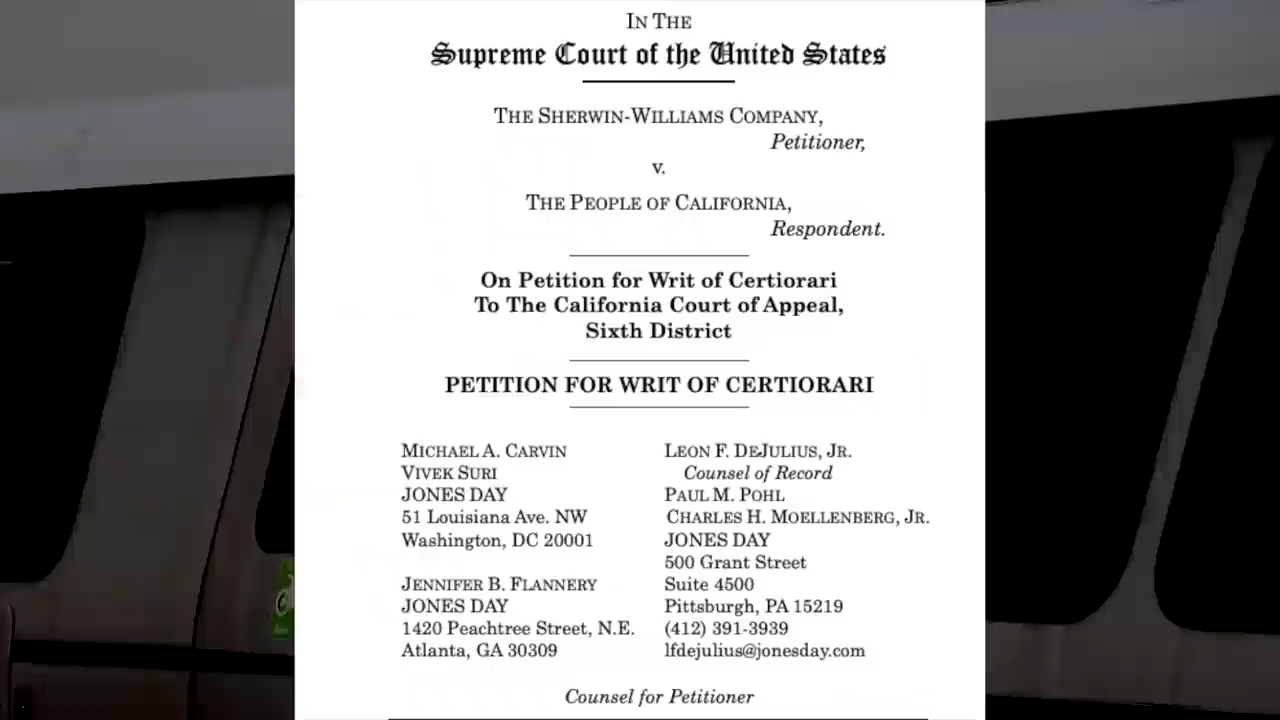 IN THE
Supreme Court of the United States
THE SHERWIN-WILLIAMS COMPANY,
Petitioner,
v.
THE PEOPLE OF CALIFORNIA,
Respondent.
On Petition for Writ of Certiorari
To The California Court of Appeal,
Sixth District
PETITION FOR WRIT OF CERTIORARI
MICHAEL A. CARVIN
VIVEK SURI
JONES DAY
51 Louisiana Ave. NW
Washington, DC 20001
JENNIFER B. FLANNERY
JONES DAY
1420 Peachtree Street, N.E.
Atlanta, GA 30309
LEON F. DEJULIUS, JR.
Counsel of Record
PAUL M. POHL
CHARLES H. MOELLENBERG, JR.
JONES DAY
500 Grant Street
Suite 4500
Pittsburgh, PA 15219
(412) 391-3939
lfdejulius@jonesday.com
Counsel for Petitioner